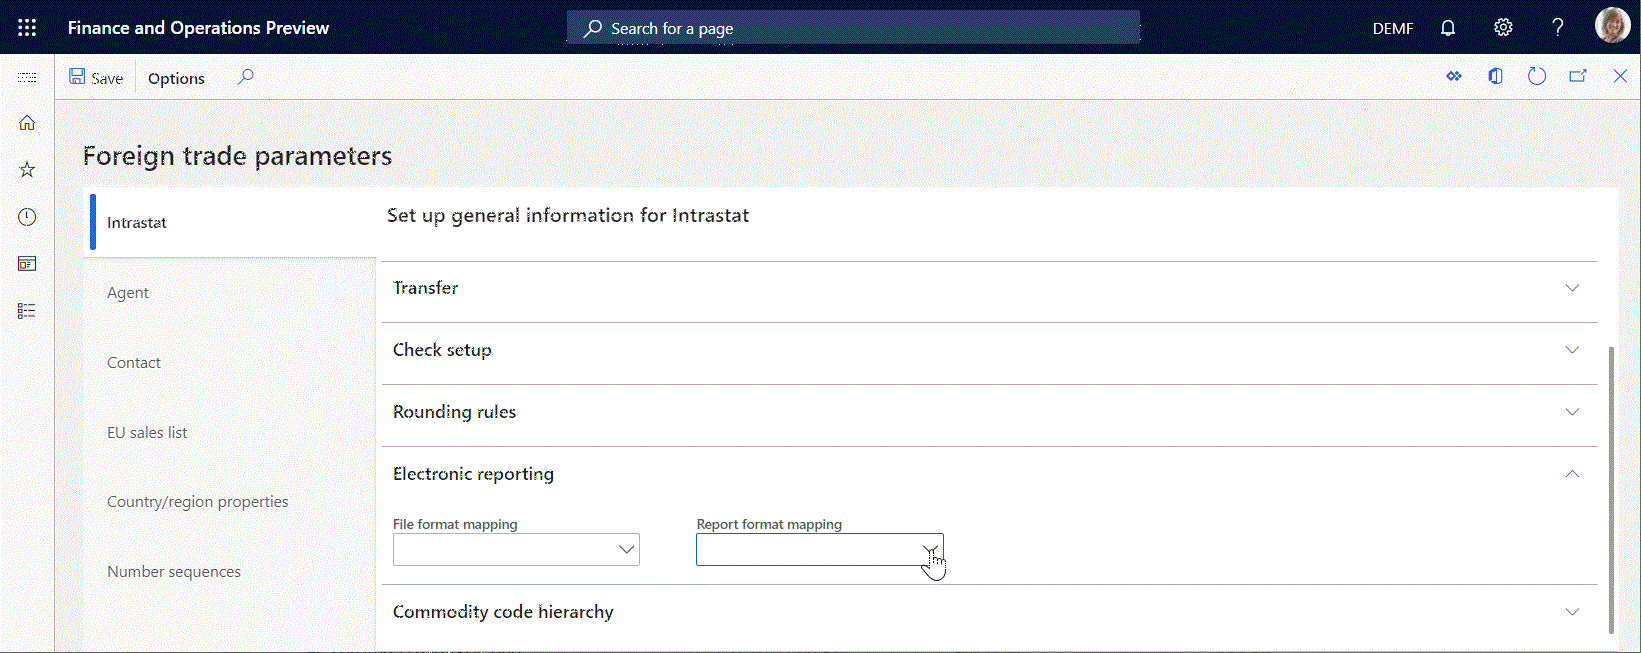 Finance and Operations Preview
Search for a page
DEMF
?
Save
Options
Foreign trade parameters
Intrastat
Agent
Contact
EU sales list
Country/region properties
Number sequences
Set up general information for Intrastat
Transfer
Check setup
Rounding rules
Electronic reporting
File format mapping
Report format mapping
Commodity code hierarchy